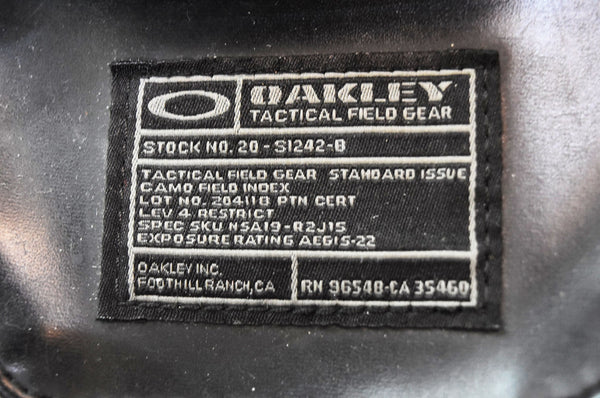 OAKLEY
TACTICAL FIELD GEAR
STOCK NO. 20 - S1242-B
TACTICAL FIELD GEAR STANDARD ISSUE
CAMO FIELD INDEX
LOT NO. 204118 PTN CERT
LEV 4 RESTRICT
SPEC SKU NSA19-R2J15
EXPOSURE RATING AEGIS-22
OAKLEY INC.
FOOTHILL RANCH, CA
RN 96548-CA 35460